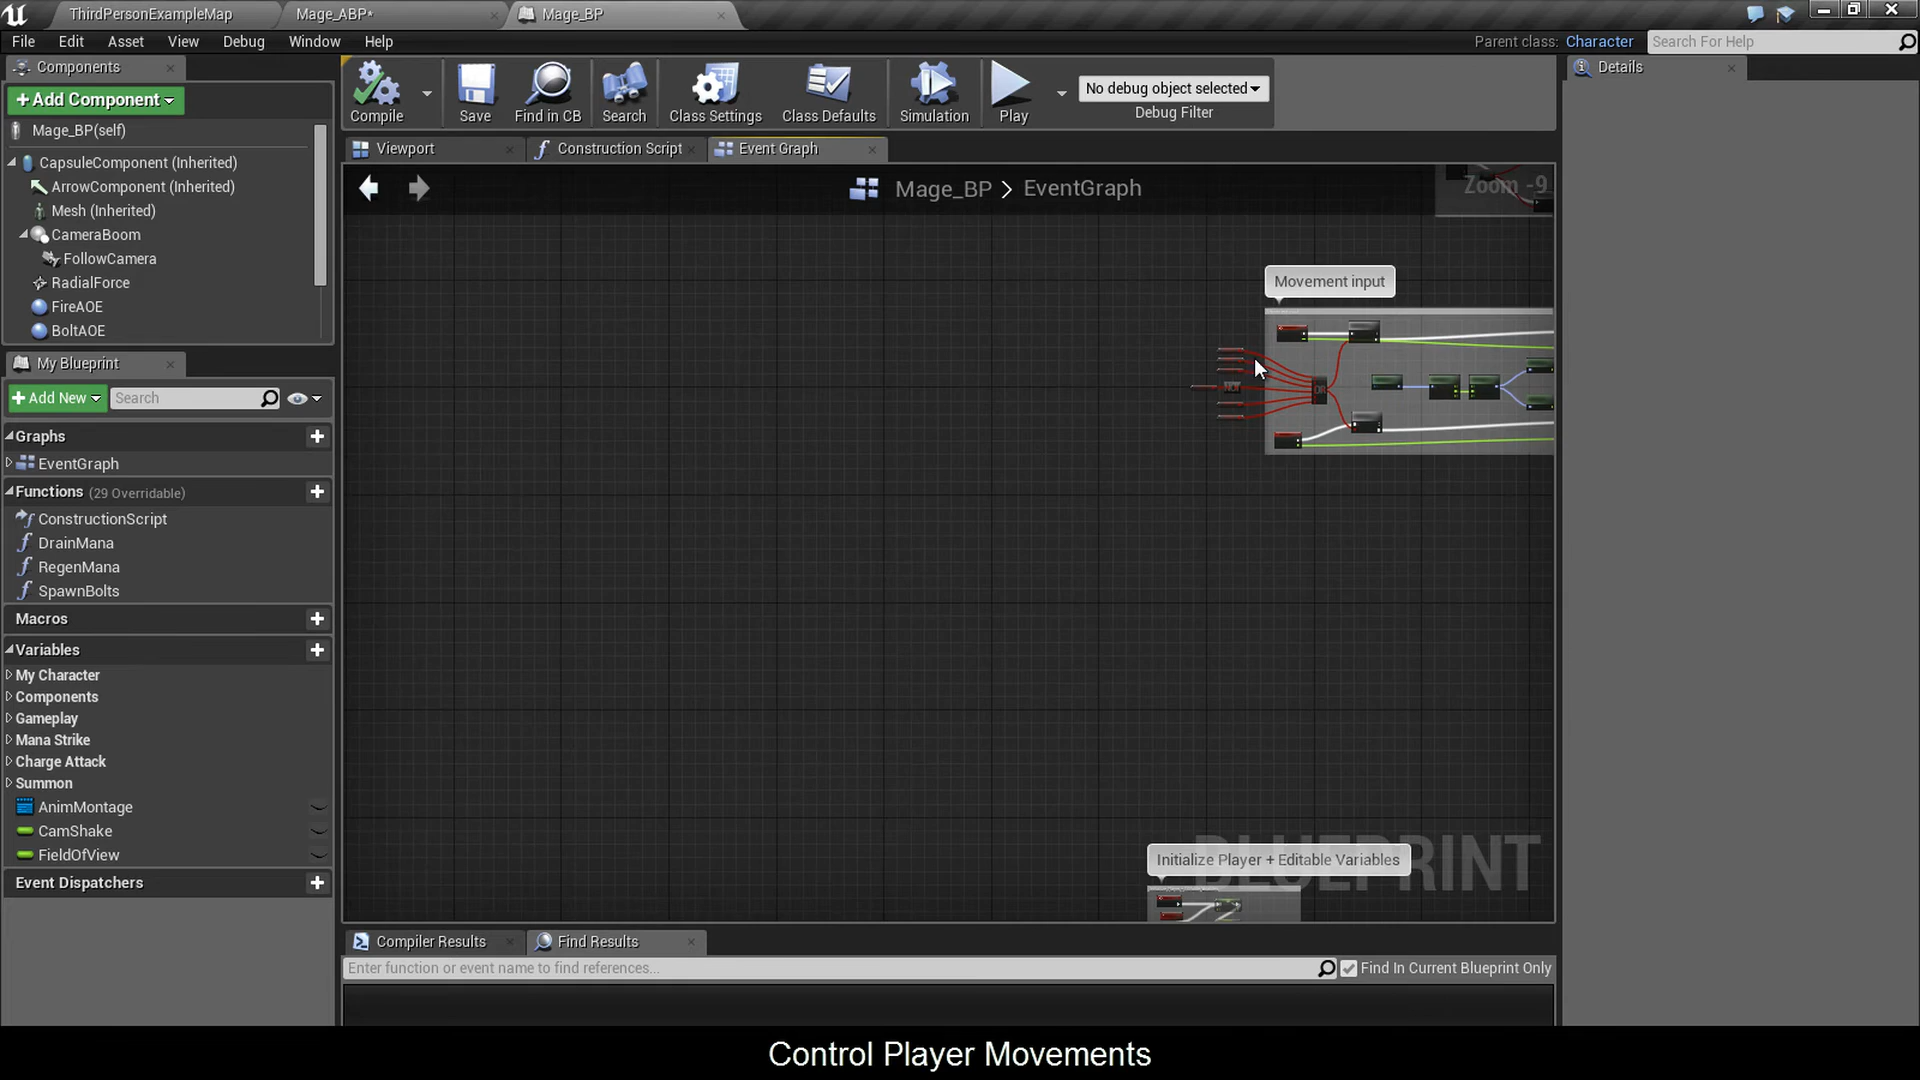 ThirdPersonExampleMap
Mage_ABP*
Mage_BP
File Edit Asset View Debug Window Help
Parent class: Character
Search For Help
Components
Details
+Add Component
Compile
Save
Find in CB
Search
Class Settings
Class Defaults
Simulation
Play
No debug object selected
Debug Filter
Mage_BP(self)
Viewport
Construction Script
Event Graph
CapsuleComponent (Inherited)
ArrowComponent (Inherited)
Mesh (Inherited)
CameraBoom
FollowCamera
RadialForce
FireAOE
BoltAOE
Mage_BP > EventGraph
Zoom -9
Movement input
NOT
OR
My Blueprint
+Add New
Search
Graphs
EventGraph
Functions (29 Overridable)
ConstructionScript
DrainMana
RegenMana
SpawnBolts
Macros
Variables
My Character
Components
Gameplay
Mana Strike
Charge Attack
Summon
AnimMontage
CamShake
FieldOfView
Event Dispatchers
Initialize Player + Editable Variables
BLUEPRINT
Compiler Results
Find Results
Enter function or event name to find references...
Find In Current Blueprint Only
Control Player Movements